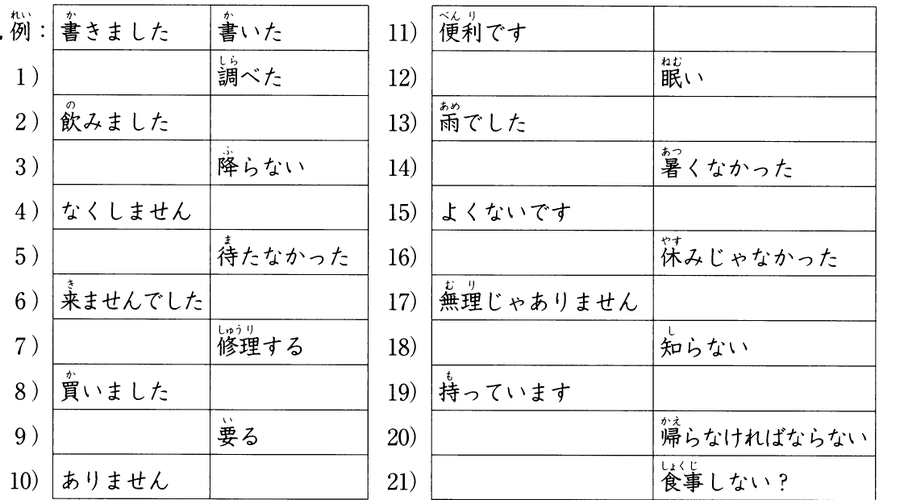 例： 書きました 書いた
1） 調べた
2） 飲みました
3） 降らない
4） なくしません
5） 待たなかった
6） 来ませんでした
7） 修理する
8） 買いました
9） 要る
10） ありません
11） 便利です
12） 眠い
13） 雨でした
14） 暑くなかった
15） よくないです
16） 休みじゃなかった
17） 無理じゃありません
18） 知らない
19） 持っています
20） 帰らなければならない
21） 食事しない？